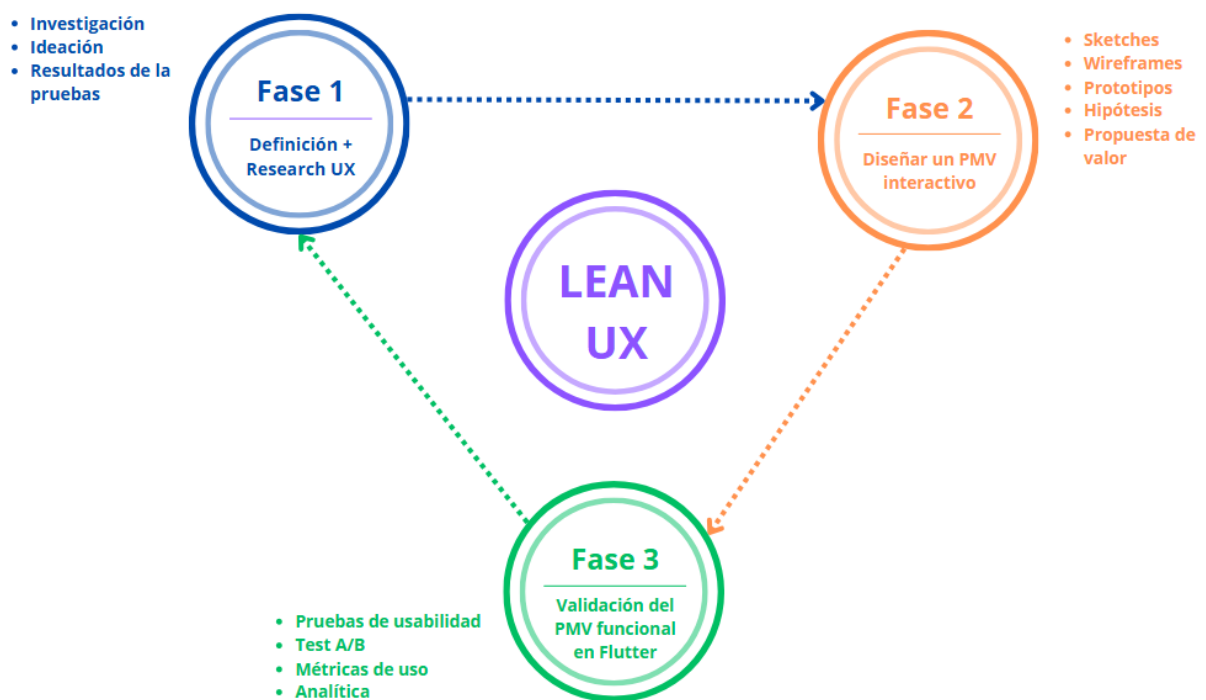 • Investigación
• Ideación
• Resultados de la
pruebas
Fase 1
Definición +
Research UX
Fase 2
Diseñar un PMV
interactivo
• Sketches
• Wireframes
• Prototipos
• Hipótesis
• Propuesta de
valor
LEAN
UX
Fase 3
Validación del
PMV funcional
en Flutter
• Pruebas de usabilidad
• Test A/B
• Métricas de uso
• Analítica